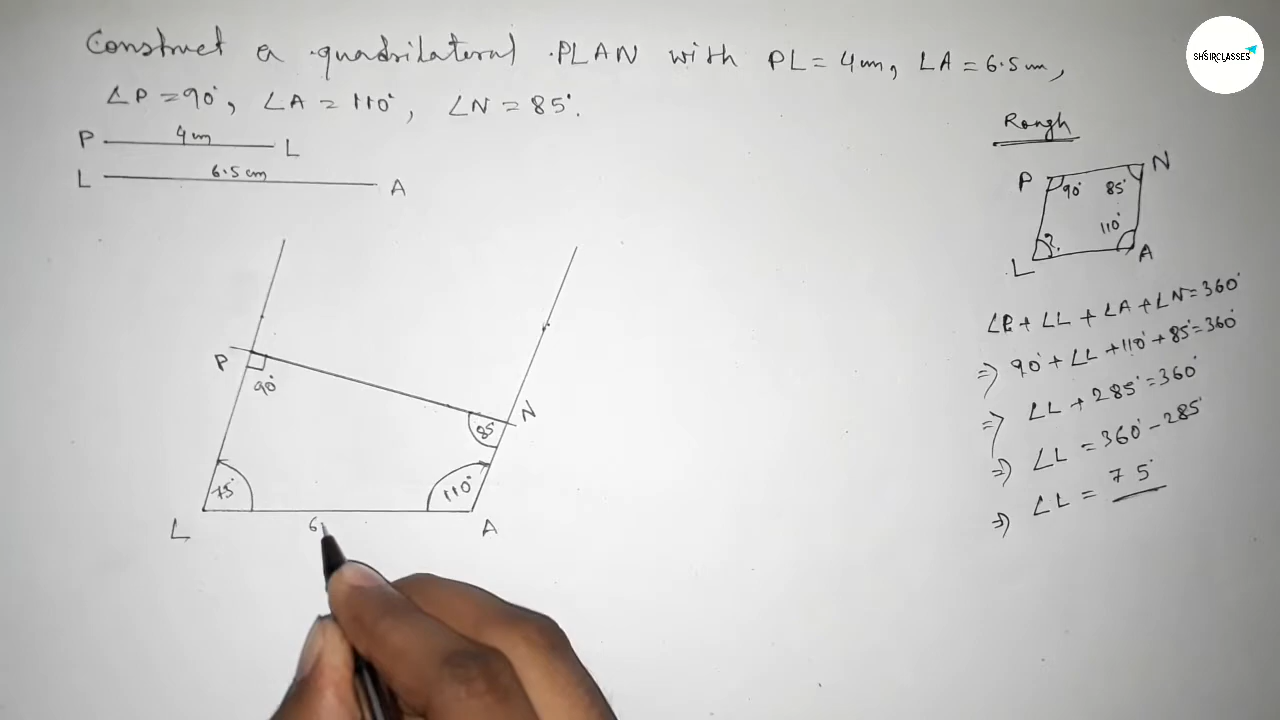 Construct a quadrilateral PLAN with PL = 4cm, LA = 6.5cm,
∠P = 90°, ∠A = 110°, ∠N = 85°.
P 4cm L
L 6.5cm A
SHSIRCLASSES
Rough
P N
90° 85°
110°
?
L A
∠P + ∠L + ∠A + ∠N = 360°
⇒ 90° + ∠L + 110° + 85° = 360°
⇒ ∠L + 285° = 360°
⇒ ∠L = 360° - 285°
⇒ ∠L = 75°
P
90°
N
85
75°
110°
L
6.
A